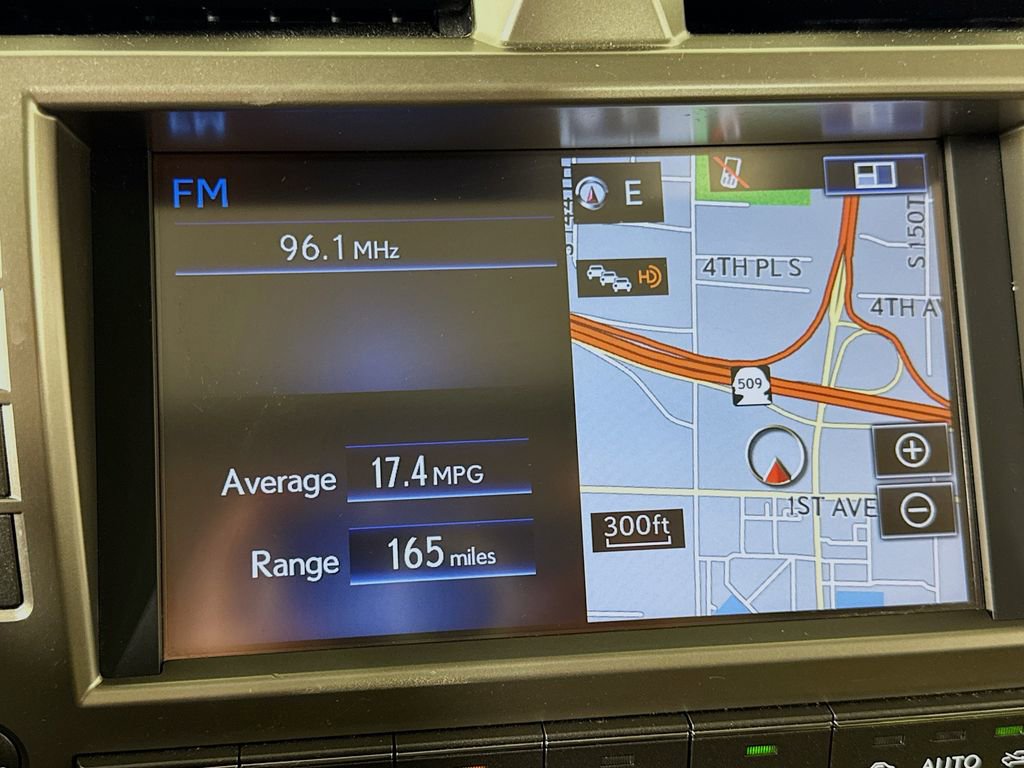 FM
96.1 MHz
Average 17.4 MPG
Range 165 miles
E
HD
4TH PL S
S 150T
4TH A
509
1ST AVE
300ft
+
−
AUTO